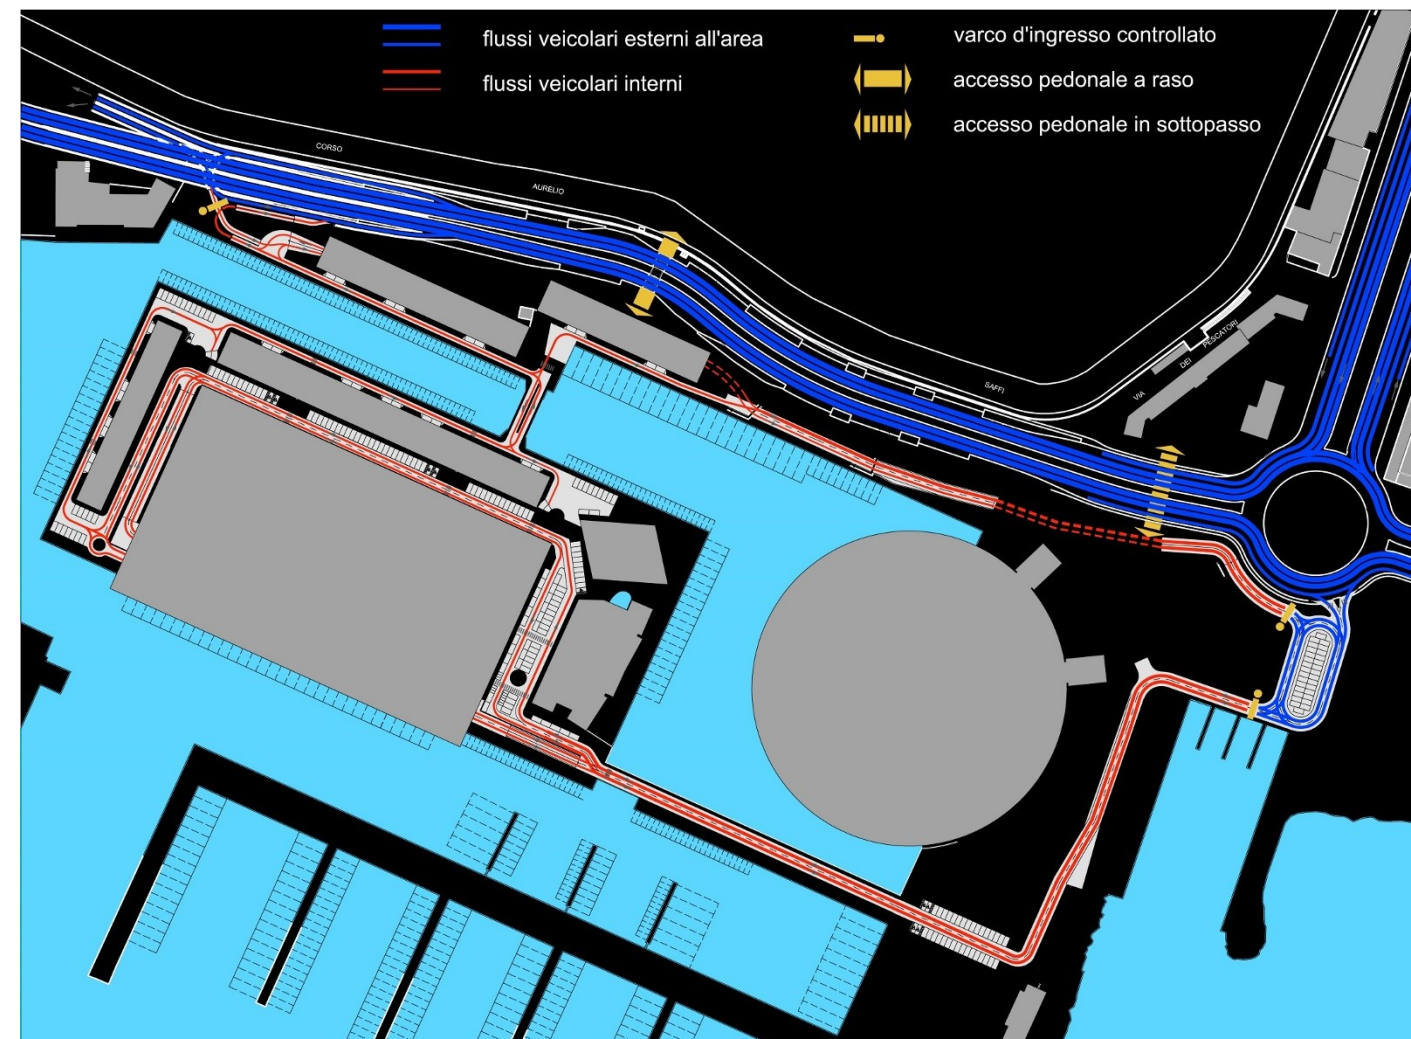 flussi veicolari esterni all'area
flussi veicolari interni
varco d'ingresso controllato
accesso pedonale a raso
accesso pedonale in sottopasso
CORSO
AURELIO
SAFFI
VIA
DEI
PESCATORI